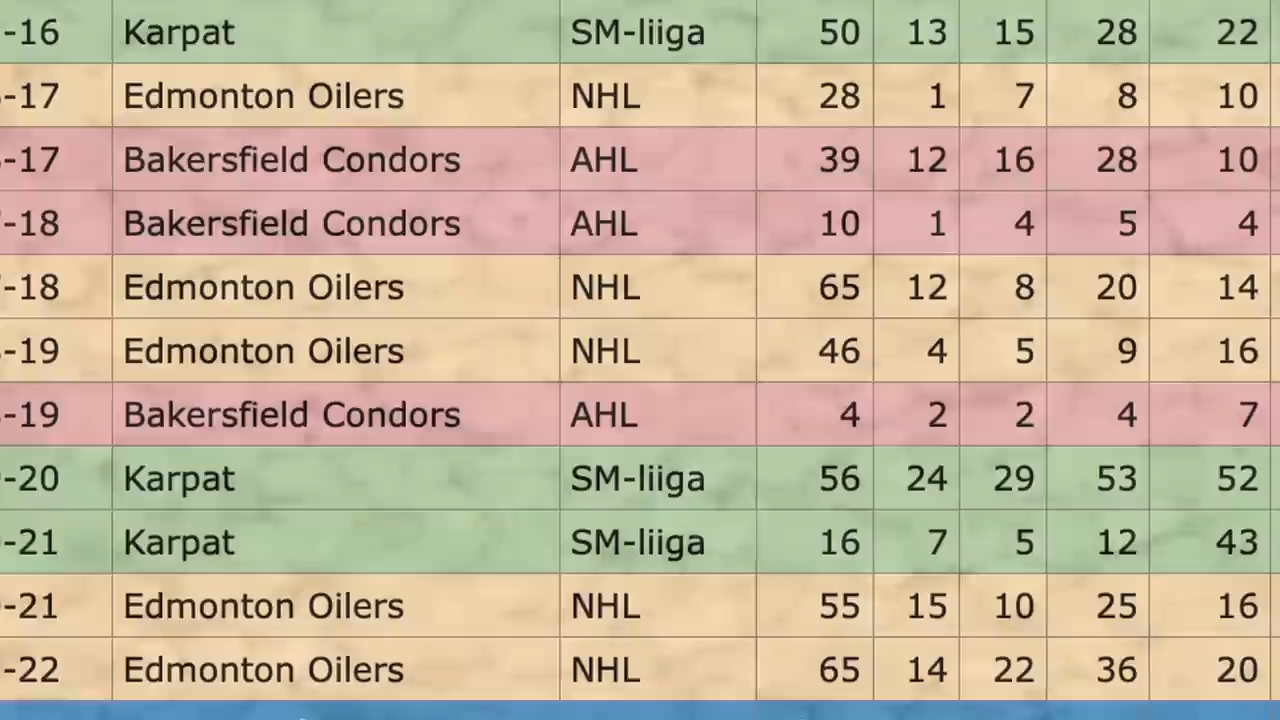 -16 Karpat SM-liiga 50 13 15 28 22
-17 Edmonton Oilers NHL 28 1 7 8 10
-17 Bakersfield Condors AHL 39 12 16 28 10
-18 Bakersfield Condors AHL 10 1 4 5 4
-18 Edmonton Oilers NHL 65 12 8 20 14
-19 Edmonton Oilers NHL 46 4 5 9 16
-19 Bakersfield Condors AHL 4 2 2 4 7
-20 Karpat SM-liiga 56 24 29 53 52
-21 Karpat SM-liiga 16 7 5 12 43
-21 Edmonton Oilers NHL 55 15 10 25 16
-22 Edmonton Oilers NHL 65 14 22 36 20